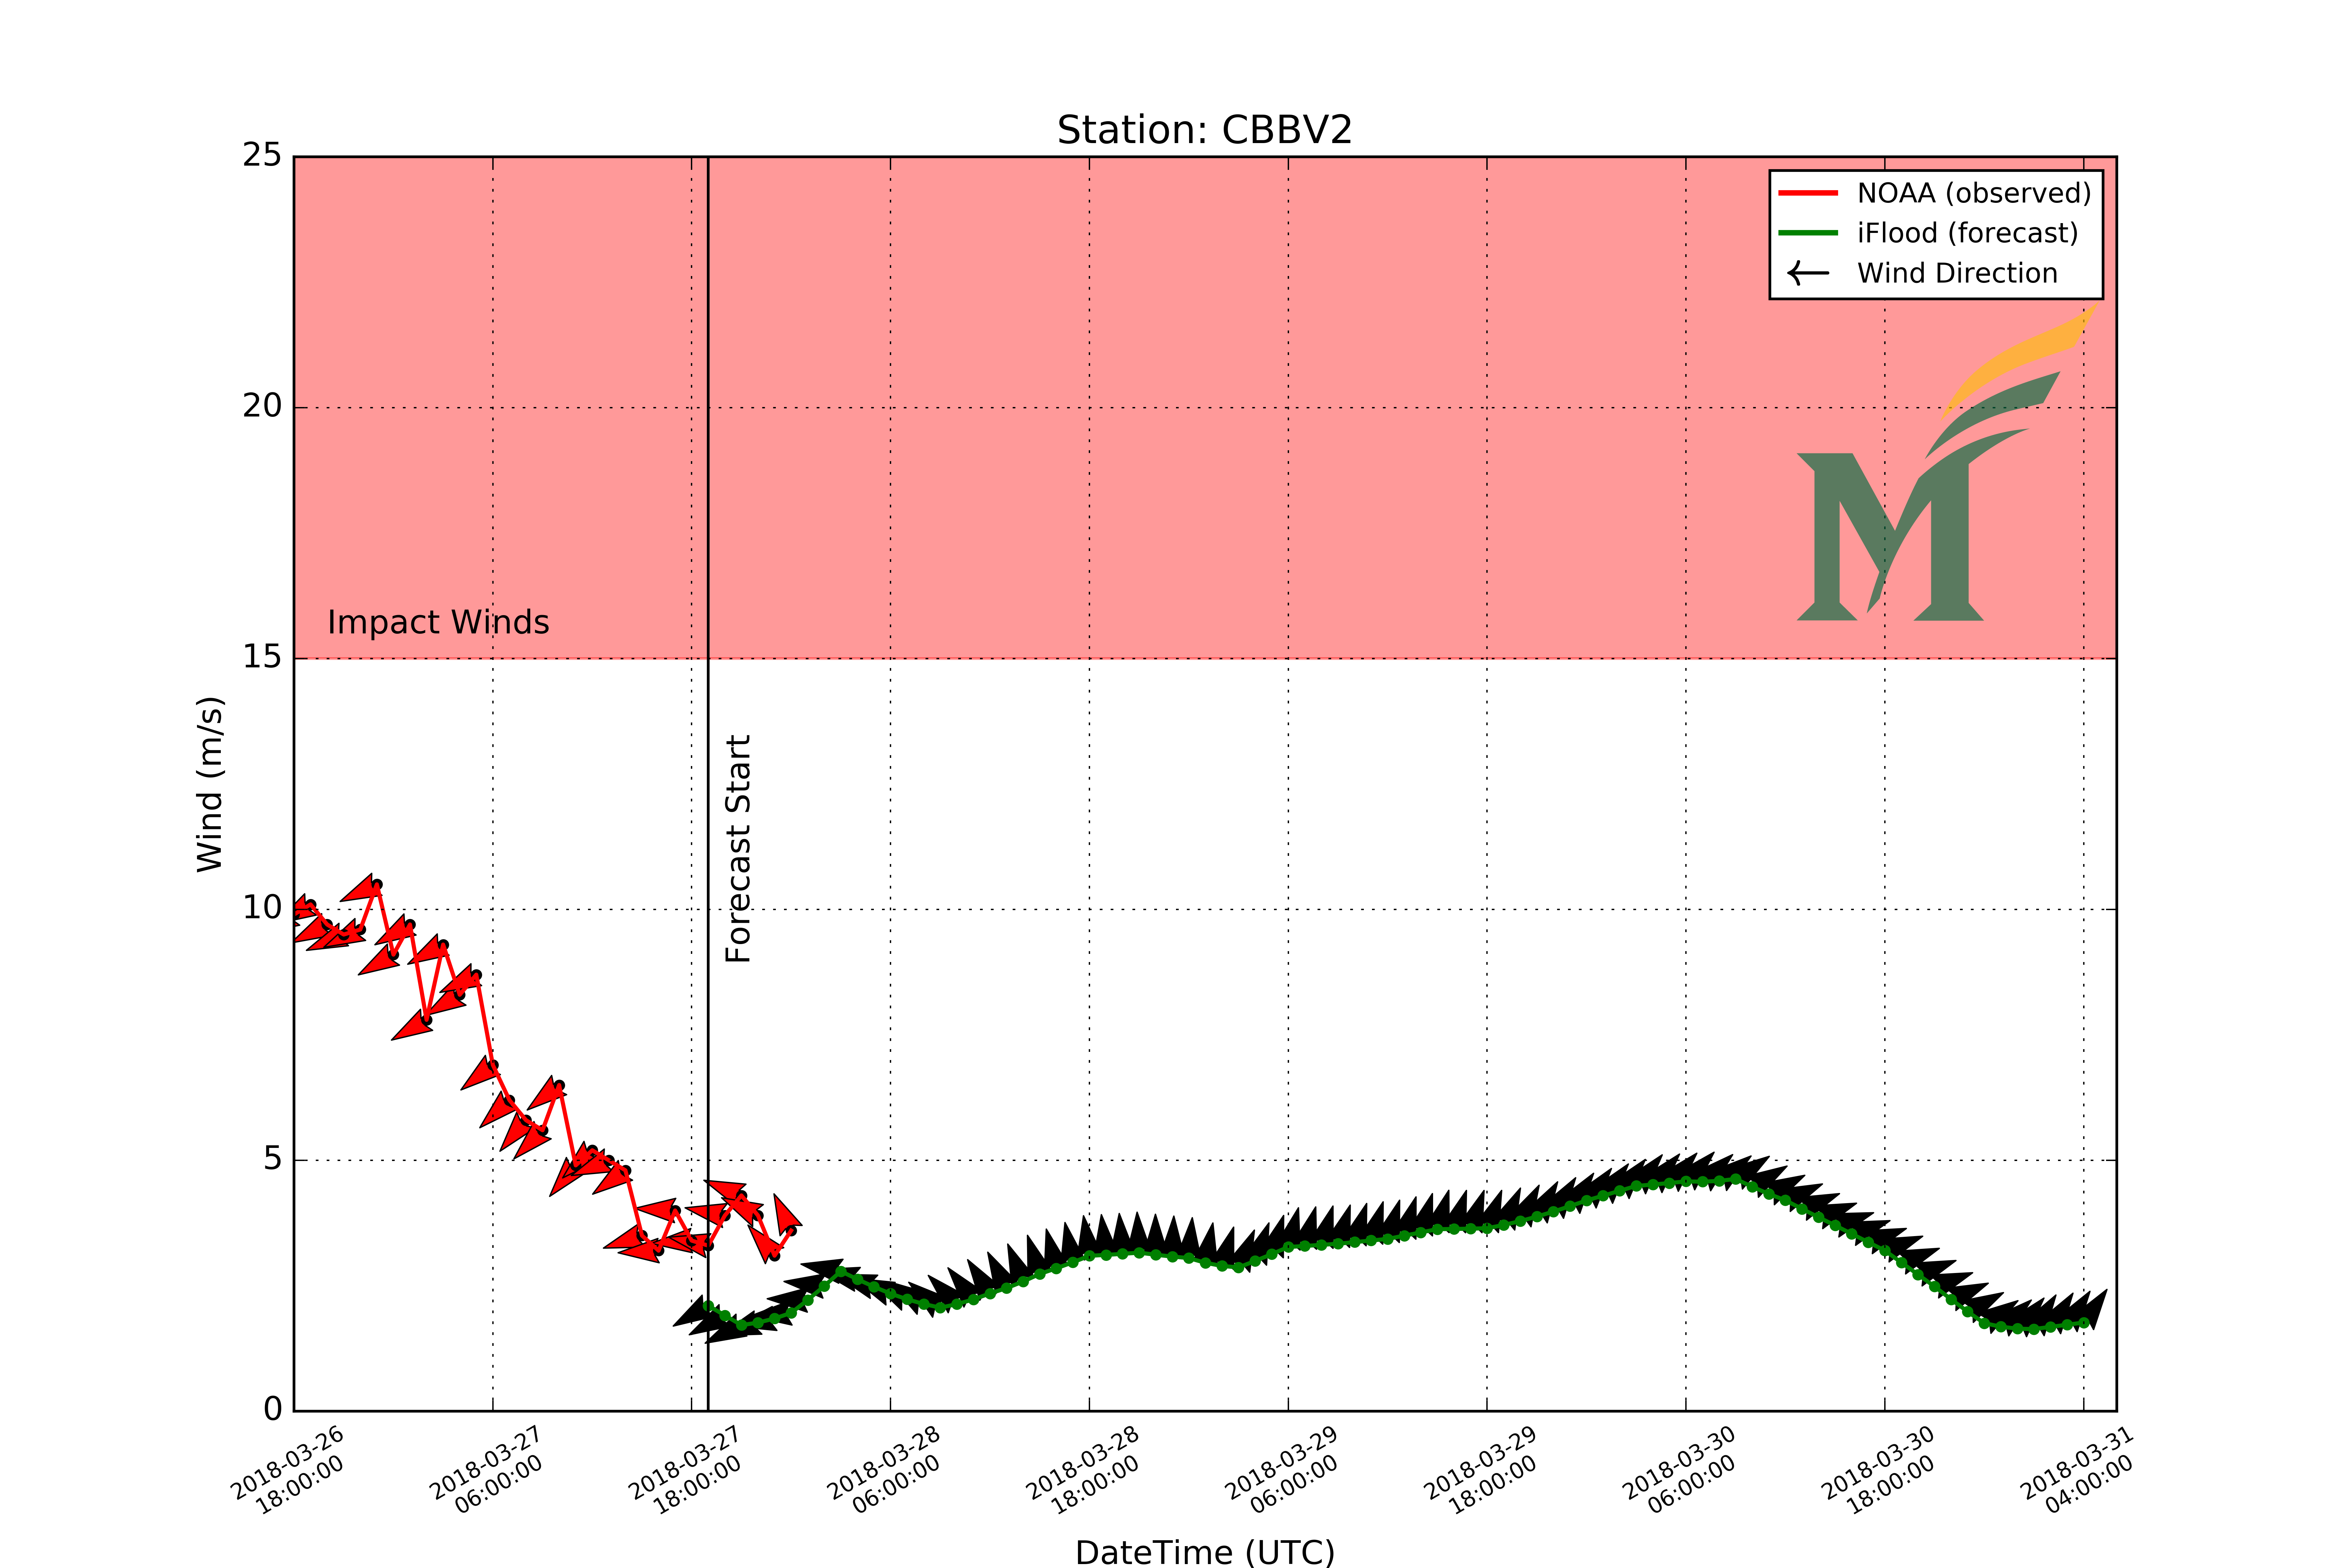 Station: CBBV2
25
20
15
10
5
0
Wind (m/s)
NOAA (observed)
iFlood (forecast)
Wind Direction
M
Impact Winds
Forecast Start
2018-03-26
18:00:00
2018-03-27
06:00:00
2018-03-27
18:00:00
2018-03-28
06:00:00
2018-03-28
18:00:00
2018-03-29
06:00:00
2018-03-29
18:00:00
2018-03-30
06:00:00
2018-03-30
18:00:00
2018-03-31
04:00:00
DateTime (UTC)